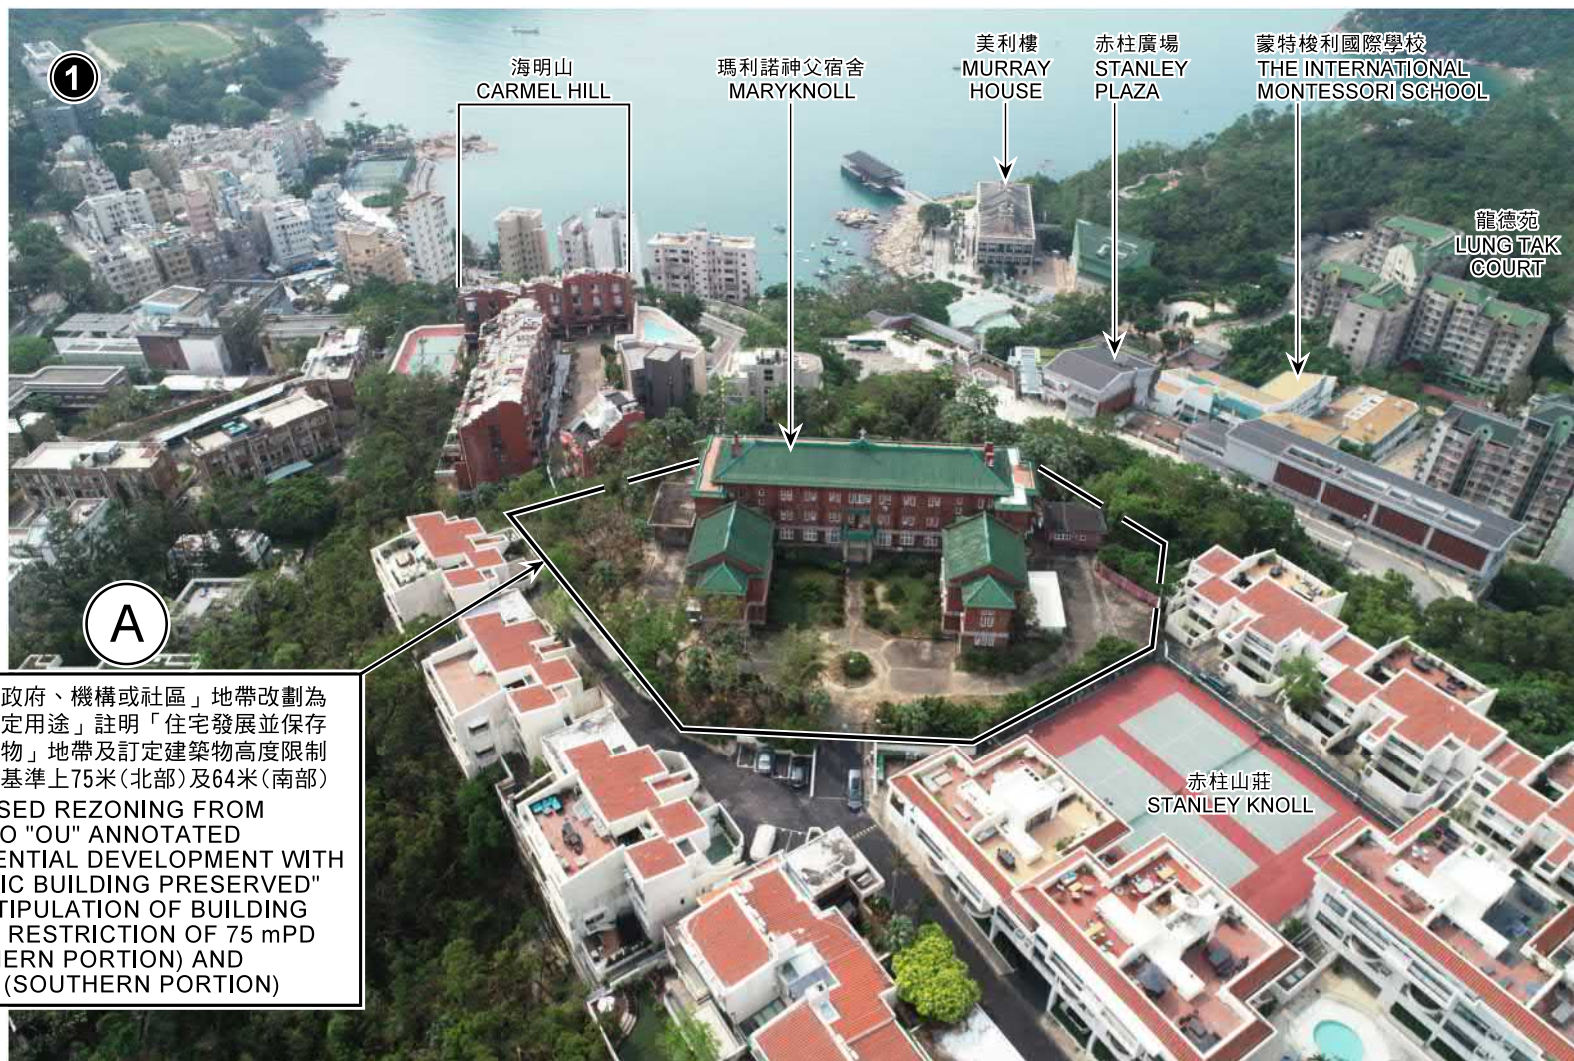 1
海明山
CARMEL HILL
瑪利諾神父宿舍
MARYKNOLL
美利樓
MURRAY
HOUSE
赤柱廣場
STANLEY
PLAZA
蒙特梭利國際學校
THE INTERNATIONAL
MONTESSORI SCHOOL
龍德苑
LUNG TAK
COURT
A
政府、機構或社區」地帶改劃為
定用途」註明「住宅發展並保存
物」地帶及訂定建築物高度限制
基準上75米(北部)及64米(南部)
SED REZONING FROM
O "OU" ANNOTATED
ENTIAL DEVELOPMENT WITH
IC BUILDING PRESERVED"
TIPULATION OF BUILDING
RESTRICTION OF 75 mPD
HERN PORTION) AND
(SOUTHERN PORTION)
赤柱山莊
STANLEY KNOLL